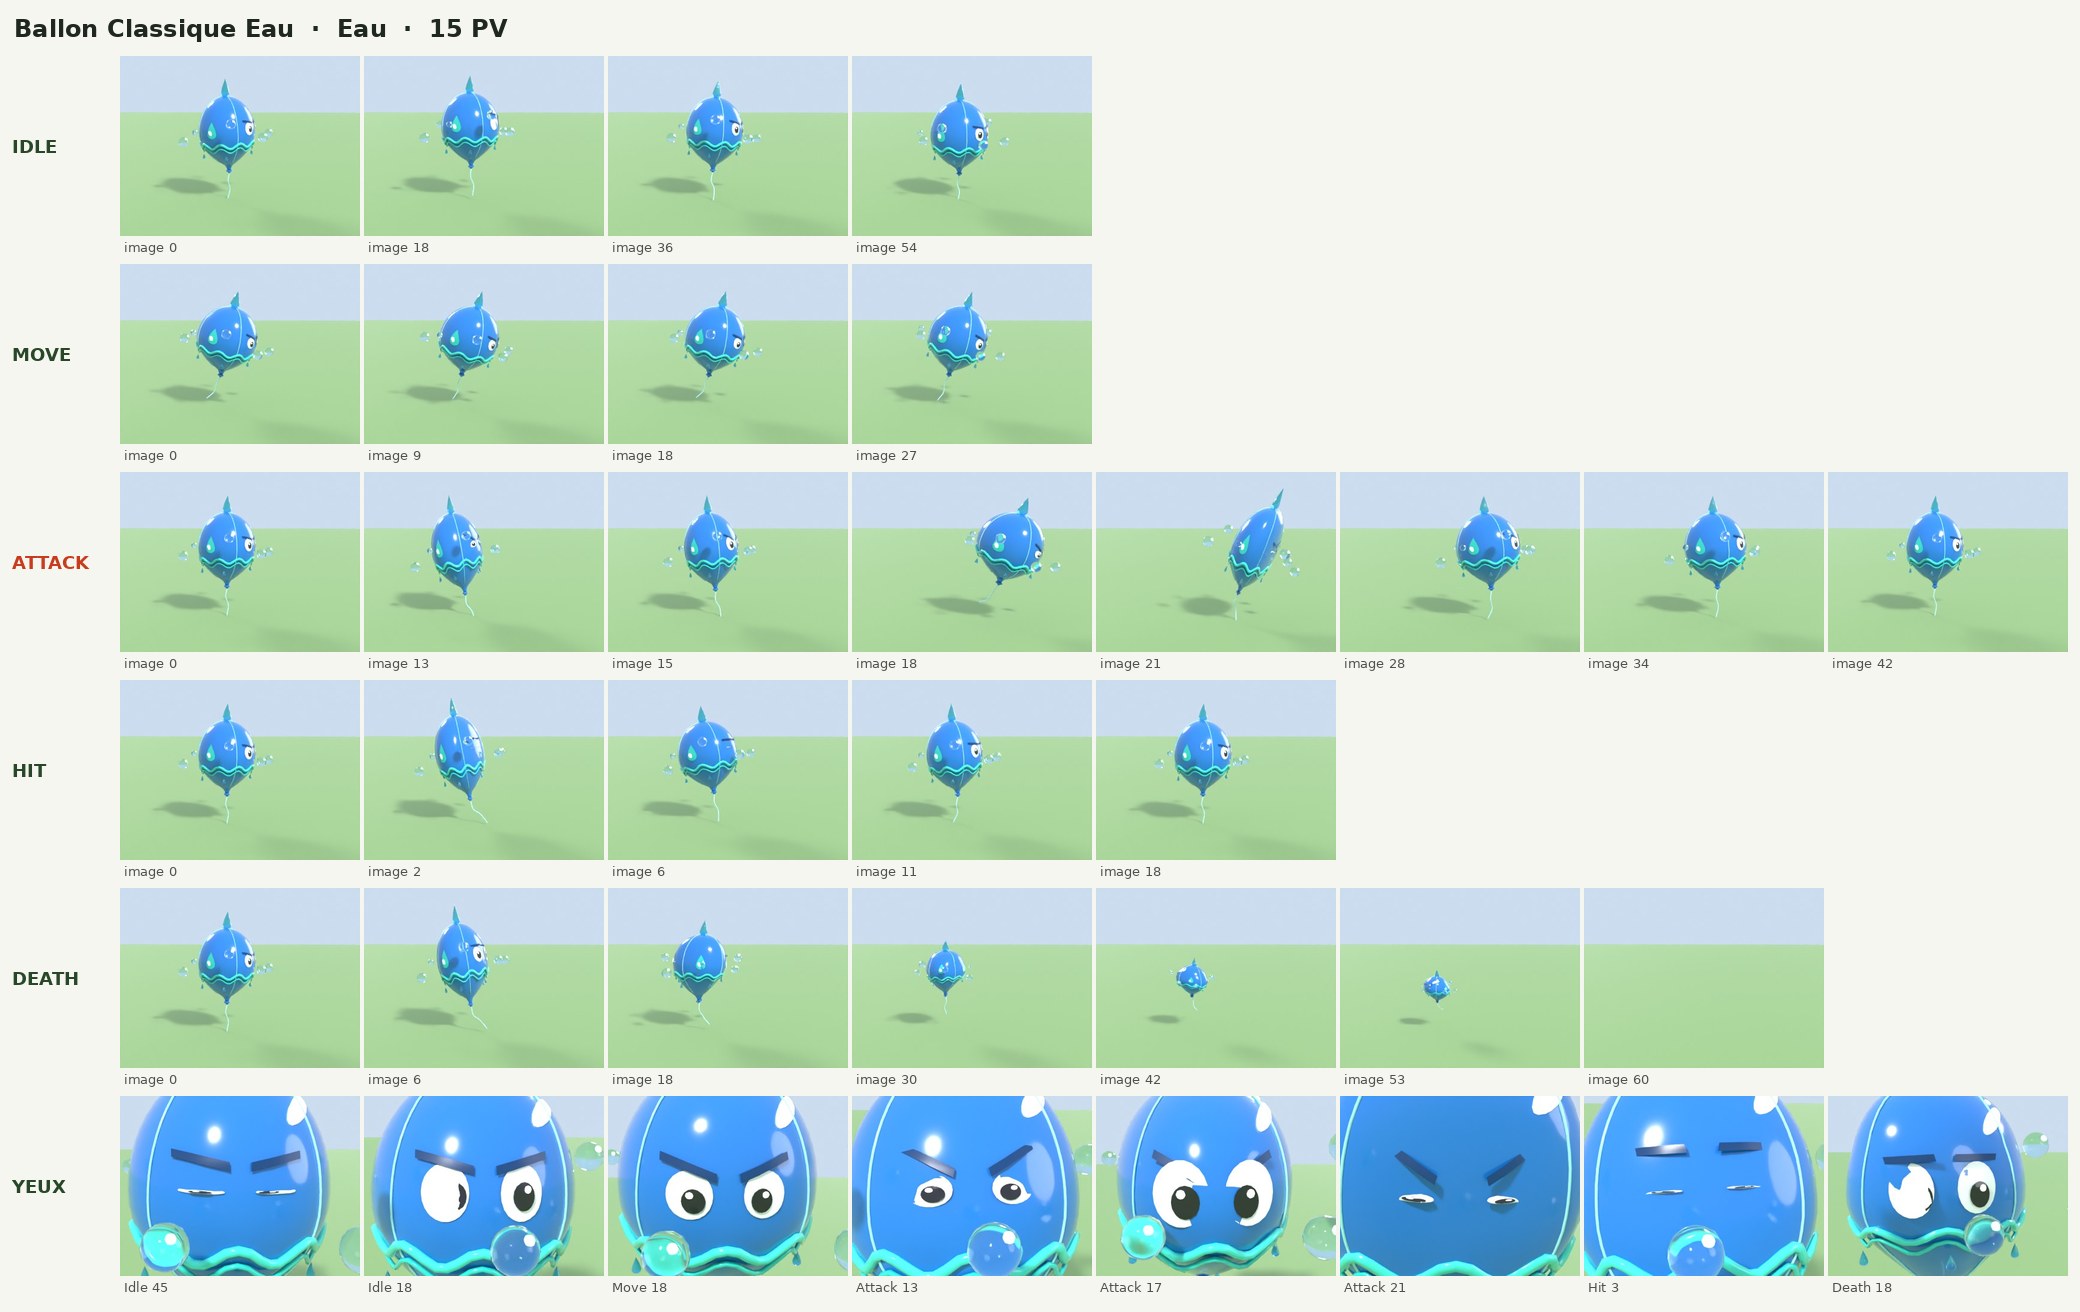 Ballon Classique Eau · Eau · 15 PV
IDLE
image 0
image 18
image 36
image 54
MOVE
image 0
image 9
image 18
image 27
ATTACK
image 0
image 13
image 15
image 18
image 21
image 28
image 34
image 42
HIT
image 0
image 2
image 6
image 11
image 18
DEATH
image 0
image 6
image 18
image 30
image 42
image 53
image 60
YEUX
Idle 45
Idle 18
Move 18
Attack 13
Attack 17
Attack 21
Hit 3
Death 18